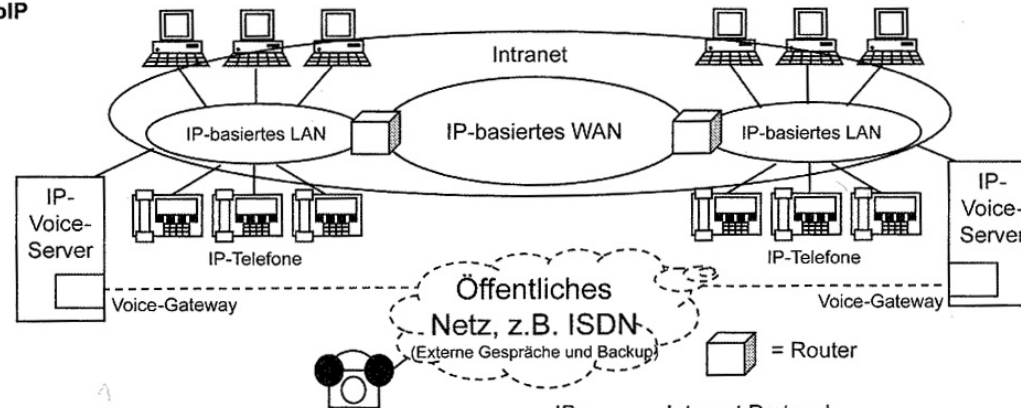 oIP
Intranet
IP-basiertes LAN
IP-basiertes WAN
IP-basiertes LAN
IP-
Voice-
Server
IP-Telefone
IP-Telefone
IP-
Voice-
Server
Voice-Gateway
Öffentliches
Netz, z.B. ISDN
(Externe Gespräche und Backup)
Voice-Gateway
= Router